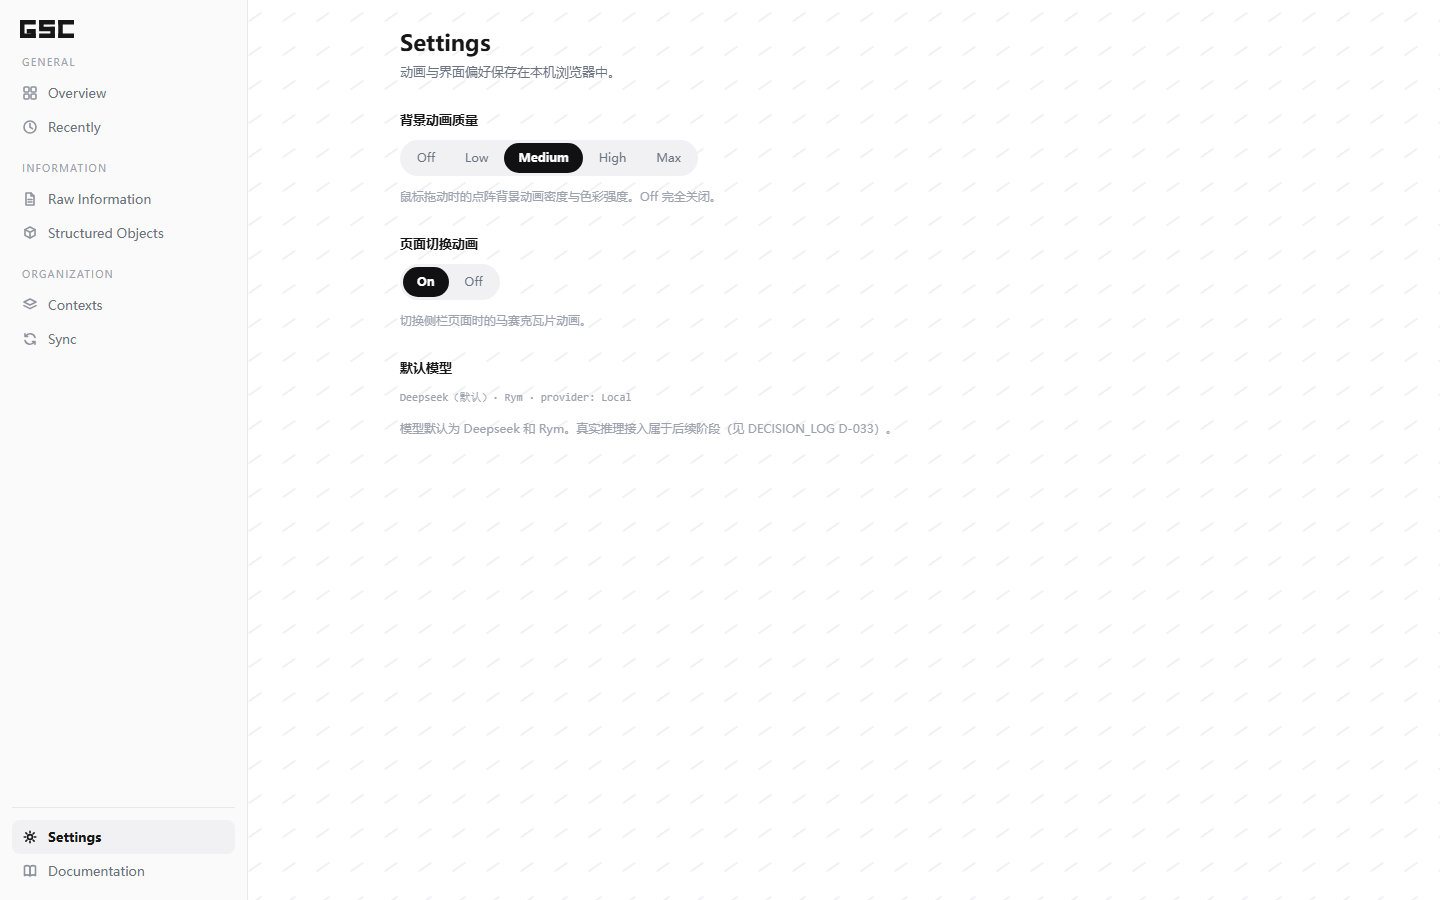 GSC
GENERAL
Overview
Recently
INFORMATION
Raw Information
Structured Objects
ORGANIZATION
Contexts
Sync
Settings
Documentation
Settings
动画与界面偏好保存在本机浏览器中。
背景动画质量
Off Low Medium High Max
鼠标拖动时的点阵背景动画密度与色彩强度。Off 完全关闭。
页面切换动画
On Off
切换侧栏页面时的马赛克瓦片动画。
默认模型
Deepseek（默认）· Rym · provider: Local
模型默认为 Deepseek 和 Rym。真实推理接入属于后续阶段（见 DECISION_LOG D-033）。